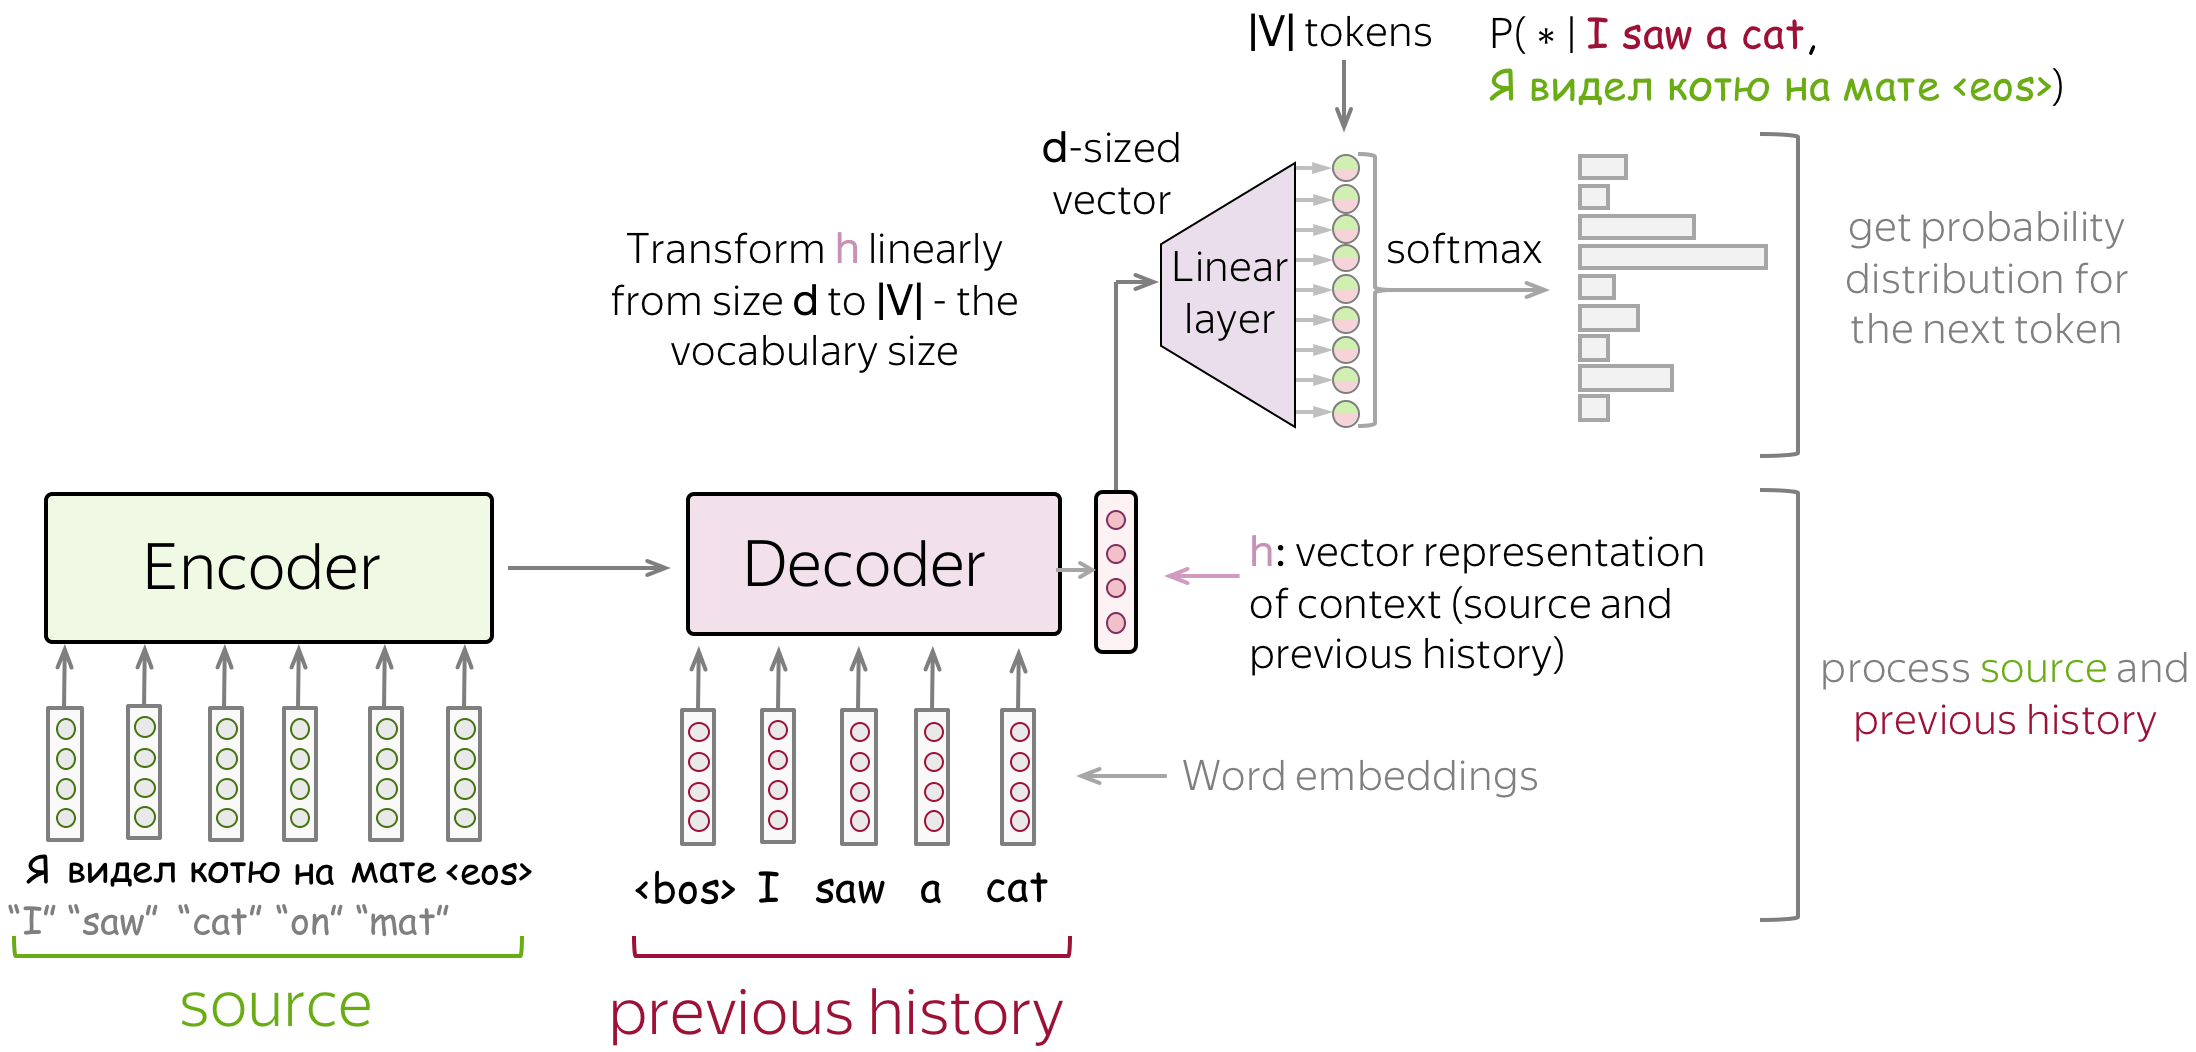 |V| tokens
P( * | I saw a cat,
Я видел котю на мате <eos>)
d-sized
vector
Transform h linearly
from size d to |V| - the
vocabulary size
Linear
layer
softmax
get probability
distribution for
the next token
Encoder
Decoder
h: vector representation
of context (source and
previous history)
process source and
previous history
Word embeddings
Я видел котю на мате <eos>
“I” “saw” “cat” “on” “mat”
<bos> I saw a cat
source
previous history